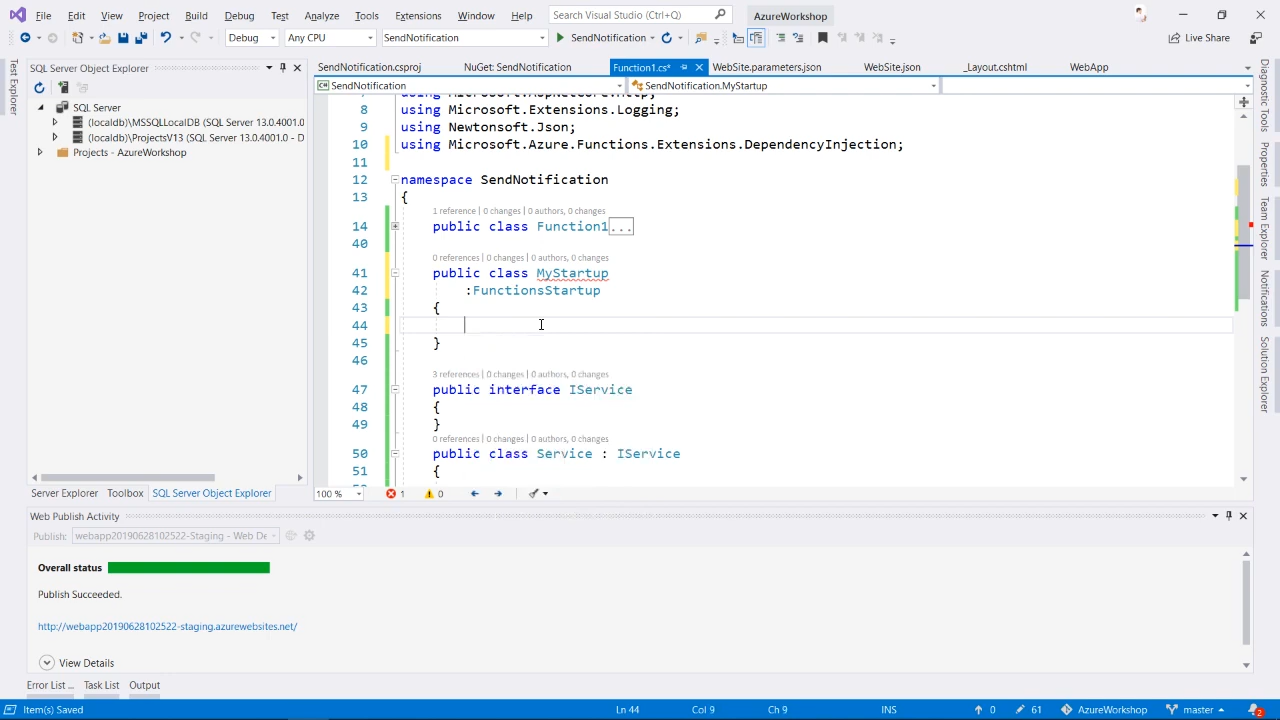 File Edit View Project Build Debug Test Analyze Tools Extensions Window Help Search Visual Studio (Ctrl+Q) AzureWorkshop
Debug Any CPU SendNotification SendNotification Live Share
Test Explorer
SQL Server Object Explorer
SQL Server
(localdb)\MSSQLLocalDB (SQL Server 13.0.4001.0
(localdb)\ProjectsV13 (SQL Server 13.0.4001.0 - D
Projects - AzureWorkshop
Server Explorer Toolbox SQL Server Object Explorer
SendNotification.csproj NuGet: SendNotification Function1.cs* WebSite.parameters.json WebSite.json _Layout.cshtml WebApp
SendNotification SendNotification.MyStartup
8 using Microsoft.Extensions.Logging;
9 using Newtonsoft.Json;
10 using Microsoft.Azure.Functions.Extensions.DependencyInjection;
11
12 namespace SendNotification
13 {
1 reference | 0 changes | 0 authors, 0 changes
14 public class Function1...
40
0 references | 0 changes | 0 authors, 0 changes
41 public class MyStartup
42 :FunctionsStartup
43 {
44
45 }
46
3 references | 0 changes | 0 authors, 0 changes
47 public interface IService
48 {
49 }
0 references | 0 changes | 0 authors, 0 changes
50 public class Service : IService
51 {
100 % 1 0
Diagnostic Tools
Properties
Team Explorer
Notifications
Solution Explorer
Web Publish Activity
Publish: webapp20190628102522-Staging - Web De
Overall status
Publish Succeeded.
http://webapp20190628102522-staging.azurewebsites.net/
View Details
Error List ... Task List Output
Item(s) Saved Ln 44 Col 9 Ch 9 INS 0 61 AzureWorkshop master 2